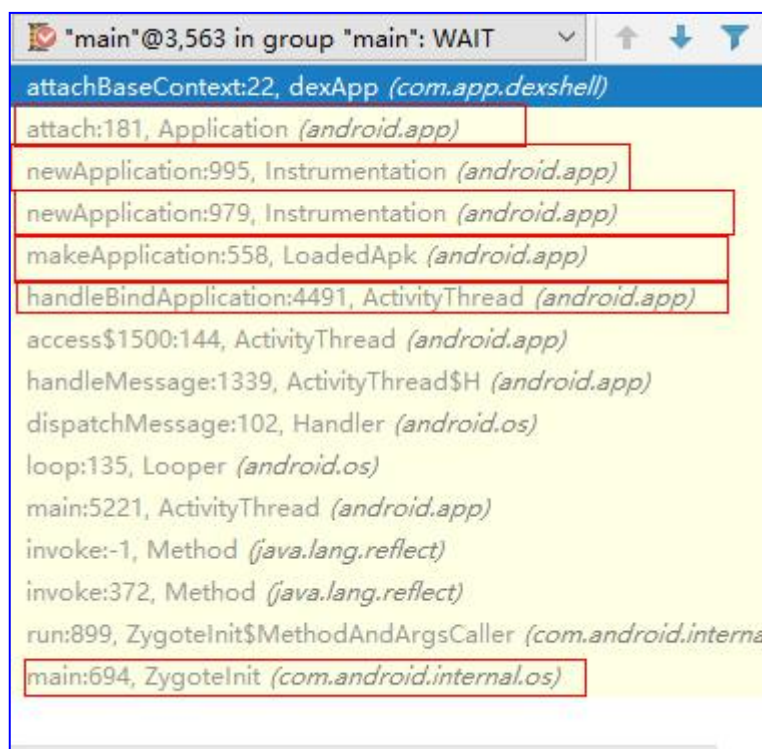 "main"@3,563 in group "main": WAIT
attachBaseContext:22, dexApp (com.app.dexshell)
attach:181, Application (android.app)
newApplication:995, Instrumentation (android.app)
newApplication:979, Instrumentation (android.app)
makeApplication:558, LoadedApk (android.app)
handleBindApplication:4491, ActivityThread (android.app)
access$1500:144, ActivityThread (android.app)
handleMessage:1339, ActivityThread$H (android.app)
dispatchMessage:102, Handler (android.os)
loop:135, Looper (android.os)
main:5221, ActivityThread (android.app)
invoke:-1, Method (java.lang.reflect)
invoke:372, Method (java.lang.reflect)
run:899, ZygoteInit$MethodAndArgsCaller (com.android.interna
main:694, ZygoteInit (com.android.internal.os)